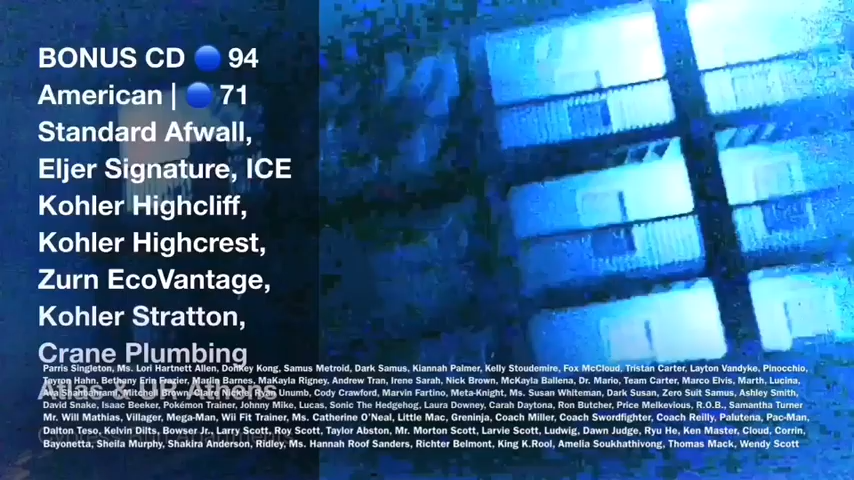 BONUS CD 🔵 94
American | 🔵 71
Standard Afwall,
Eljer Signature, ICE
Kohler Highcliff,
Kohler Highcrest,
Zurn EcoVantage,
Kohler Stratton,
Crane Plumbing
Atlas & UB Athens
Parris Singleton, Ms. Lori Hartnett Allen, Donkey Kong, Samus Metroid, Dark Samus, Kiannah Palmer, Kelly Stoudemire, Fox McCloud, Tristan Carter, Layton Vandyke, Pinocchio,
Tayron Hahn, Bethany Erin Frazier, Marlin Barnes, MaKayla Rigney, Andrew Tran, Irene Sarah, Nick Brown, McKayla Ballena, Dr. Mario, Team Carter, Marco Elvis, Marth, Lucina,
Mitchell Brown, Unumb, Cody Crawford, Marvin Fartino, Meta-Knight, Ms. Susan Whiteman, Dark Susan, Zero Suit Samus, Ashley Smith,
David Snake, Isaac Beeker, Pokémon Trainer, Johnny Mike, Lucas, Sonic The Hedgehog, Laura Downey, Carah Daytona, Ron Butcher, Price Melkevious, R.O.B., Samantha Turner
Mr. Will Mathias, Villager, Mega-Man, Wii Fit Trainer, Ms. Catherine O'Neal, Little Mac, Greninja, Coach Miller, Coach Swordfighter, Coach Reilly, Palutena, Pac-Man,
Dalton Teso, Kelvin Dilts, Bowser Jr., Larry Scott, Roy Scott, Taylor Abston, Mr. Morton Scott, Larvie Scott, Ludwig, Dawn Judge, Ryu He, Ken Master, Cloud, Corrin,
Bayonetta, Sheila Murphy, Shakira Anderson, Ridley, Ms. Hannah Roof Sanders, Richter Belmont, King K.Rool, Amelia Soukhathivong, Thomas Mack, Wendy Scott